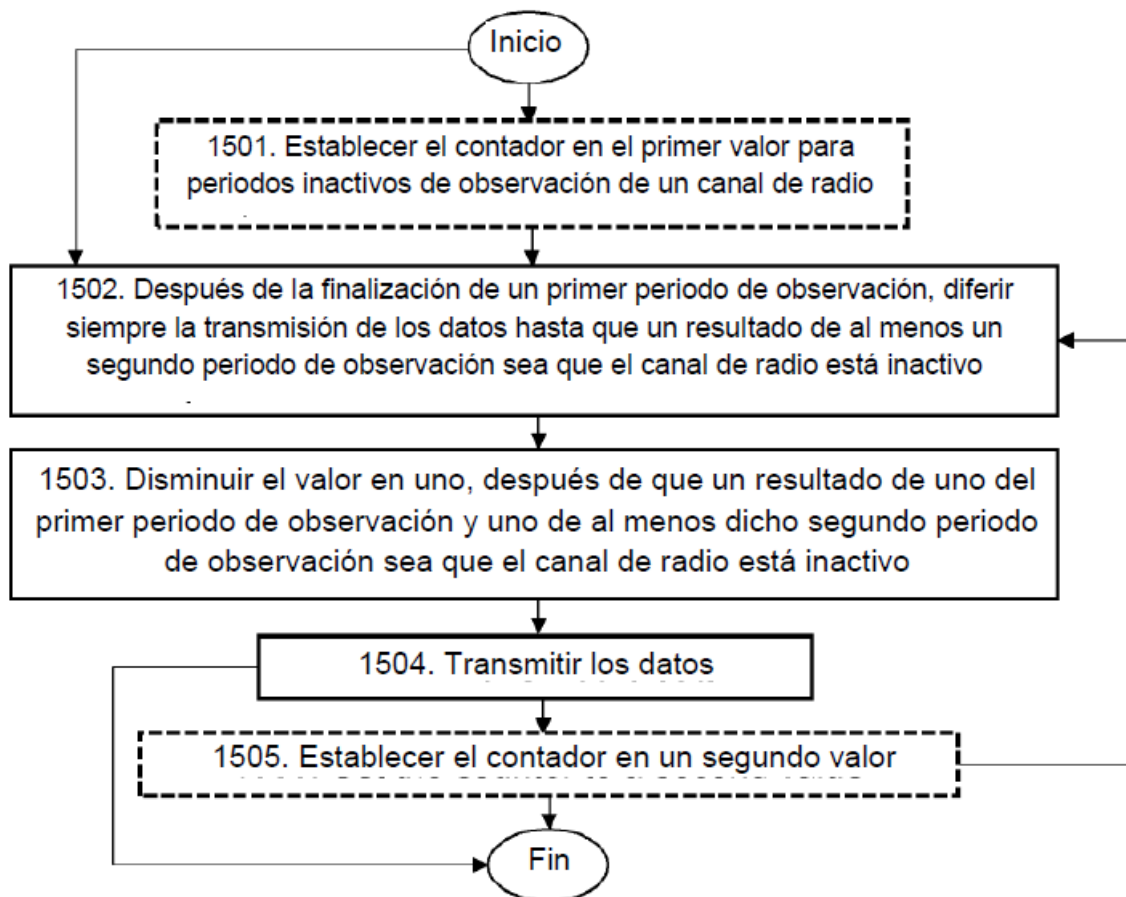 Inicio
1501. Establecer el contador en el primer valor para
periodos inactivos de observación de un canal de radio
1502. Después de la finalización de un primer periodo de observación, diferir
siempre la transmisión de los datos hasta que un resultado de al menos un
segundo periodo de observación sea que el canal de radio está inactivo
1503. Disminuir el valor en uno, después de que un resultado de uno del
primer periodo de observación y uno de al menos dicho segundo periodo
de observación sea que el canal de radio está inactivo
1504. Transmitir los datos
1505. Establecer el contador en un segundo valor
Fin